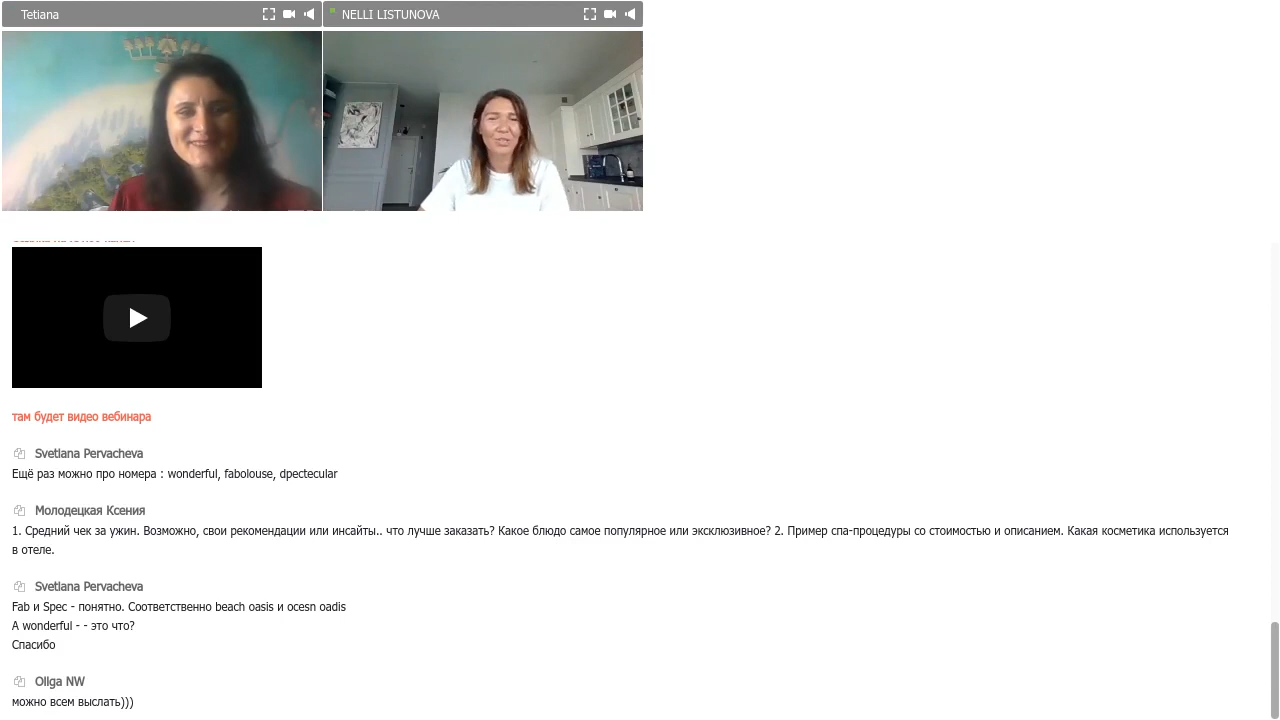 Tetiana
NELLI LISTUNOVA
там будет видео вебинара
Svetlana Pervacheva
Ещё раз можно про номера : wonderful, fabolouse, dpectecular
Молодецкая Ксения
1. Средний чек за ужин. Возможно, свои рекомендации или инсайты.. что лучше заказать? Какое блюдо самое популярное или эксклюзивное? 2. Пример спа-процедуры со стоимостью и описанием. Какая косметика используется
в отеле.
Svetlana Pervacheva
Fab и Spec - понятно. Соответственно beach oasis и ocesn oadis
А wonderful - - это что?
Спасибо
Ollga NW
можно всем выслать)))